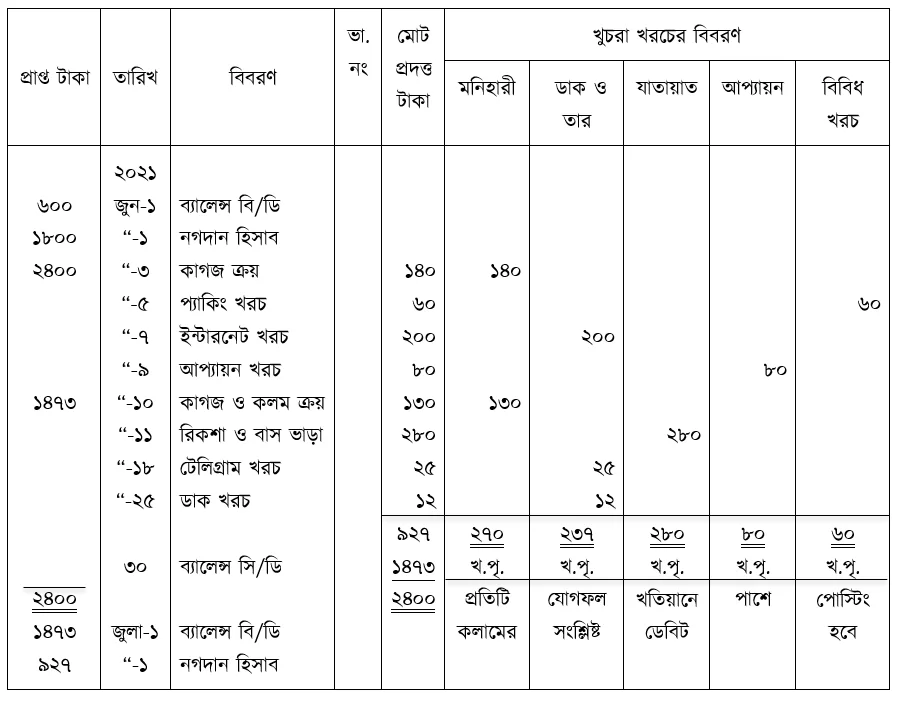 প্রাপ্ত টাকা তারিখ বিবরণ ভা. নং মোট প্রদত্ত টাকা খুচরা খরচের বিবরণ
মনিহারী ডাক ও তার যাতায়াত আপ্যায়ন বিবিধ খরচ
২০২১
৬০০ জুন-১ ব্যালেন্স বি/ডি
১৮০০ “-১ নগদান হিসাব
২৪০০ “-৩ কাগজ ক্রয় ১৪০ ১৪০
“-৫ প্যাকিং খরচ ৬০ ৬০
“-৭ ইন্টারনেট খরচ ২০০ ২০০
“-৯ আপ্যায়ন খরচ ৮০ ৮০
১৪৭৩ “-১০ কাগজ ও কলম ক্রয় ১৩০ ১৩০
“-১১ রিকশা ও বাস ভাড়া ২৮০ ২৮০
“-১৮ টেলিগ্রাম খরচ ২৫ ২৫
“-২৫ ডাক খরচ ১২ ১২
৯২৭ ২৭০ ২৩৭ ২৮০ ৮০ ৬০
৩০ ব্যালেন্স সি/ডি ১৪৭৩ খ.পৃ. খ.পৃ. খ.পৃ. খ.পৃ. খ.পৃ.
২৪০০ ২৪০০ প্রতিটি যোগফল খতিয়ানে পাশে পোস্টিং
১৪৭৩ জুলা-১ ব্যালেন্স বি/ডি কলামের সংশ্লিষ্ট ডেবিট হবে
৯২৭ “-১ নগদান হিসাব